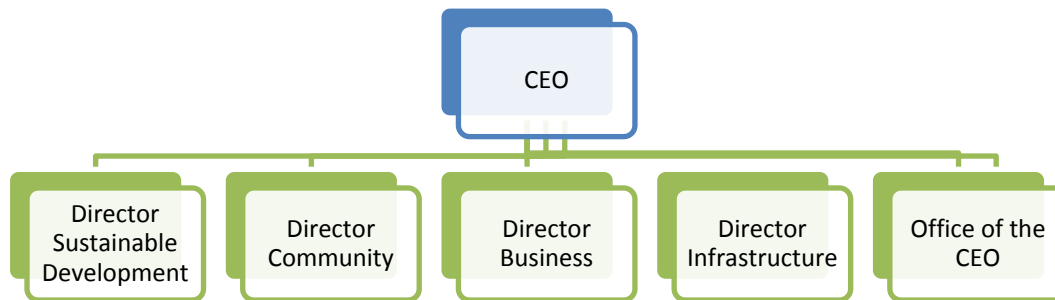 CEO
Director
Sustainable
Development
Director
Community
Director
Business
Director
Infrastructure
Office of the
CEO